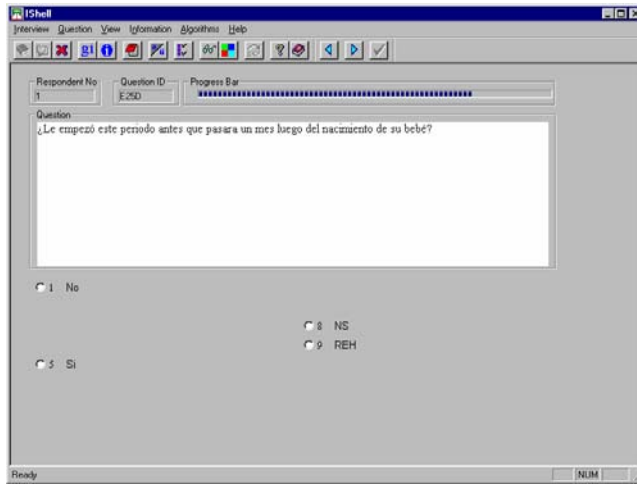 IShell
Interview Question View Information Algorithms Help
Respondent No Question ID Progress Bar
1 E25D
Question
¿Le empezó este periodo antes que pasara un mes luego del nacimiento de su bebé?
1 No
8 NS
9 REH
5 Si
Ready NUM